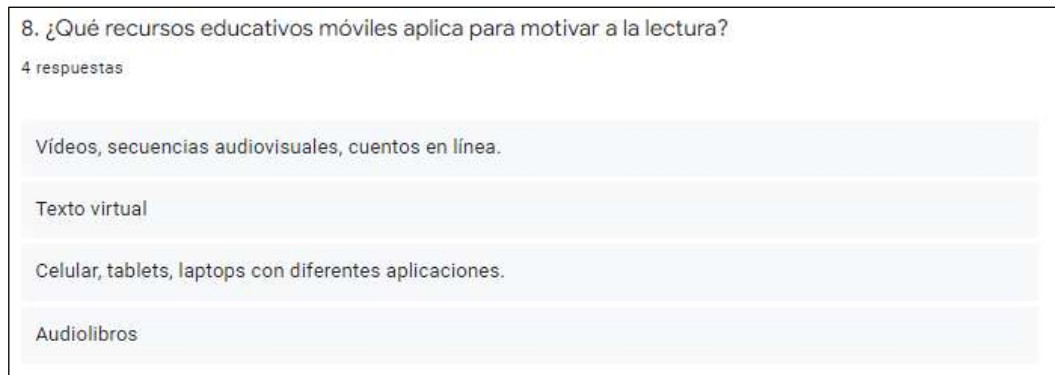 8. ¿Qué recursos educativos móviles aplica para motivar a la lectura?
4 respuestas
Vídeos, secuencias audiovisuales, cuentos en línea.
Texto virtual
Celular, tablets, laptops con diferentes aplicaciones.
Audiolibros